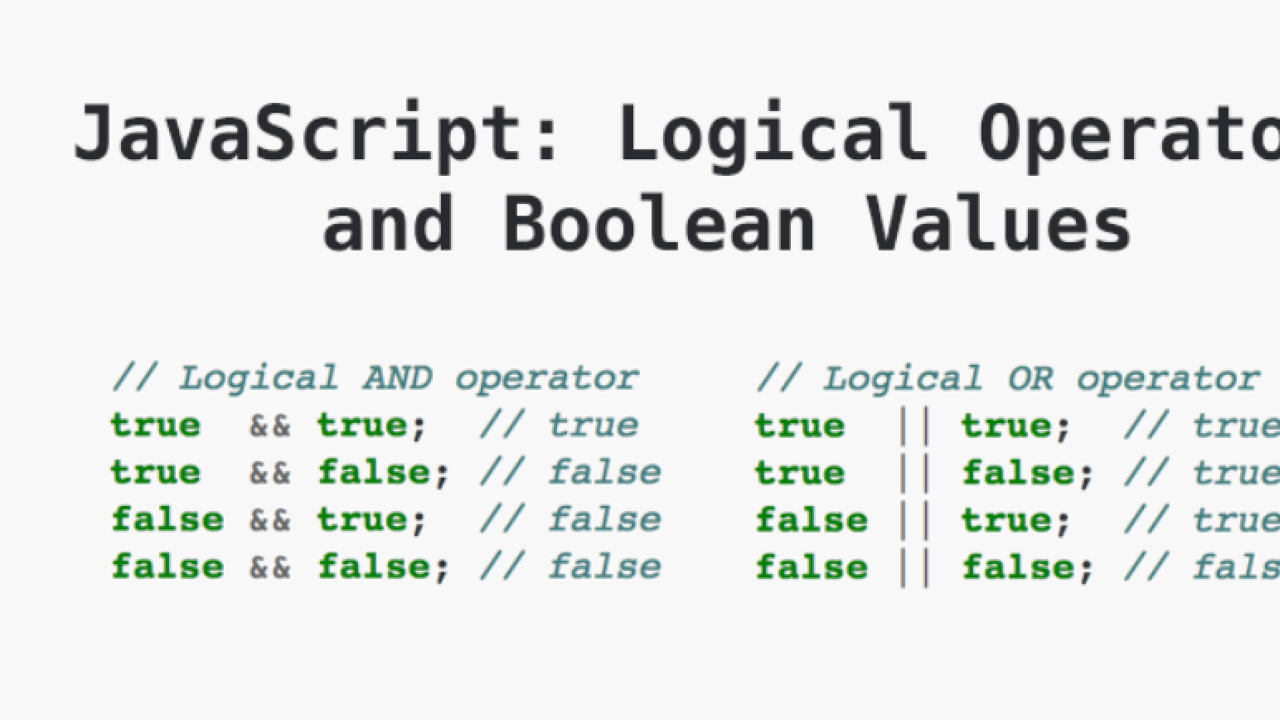 JavaScript: Logical Operato
and Boolean Values
// Logical AND operator
true && true; // true
true && false; // false
false && true; // false
false && false; // false
// Logical OR operator
true || true; // true
true || false; // true
false || true; // true
false || false; // fals